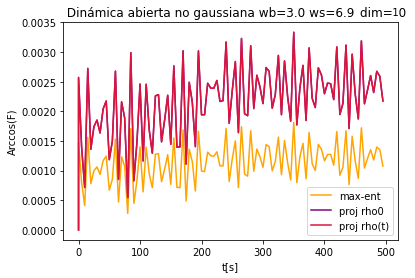 Dinámica abierta no gaussiana wb=3.0 ws=6.9 dim=10
0.0035
0.0030
0.0025
0.0020
0.0015
0.0010
0.0005
0.0000
Arccos(F)
max-ent
proj rho0
proj rho(t)
0 100 200 300 400 500
t[s]